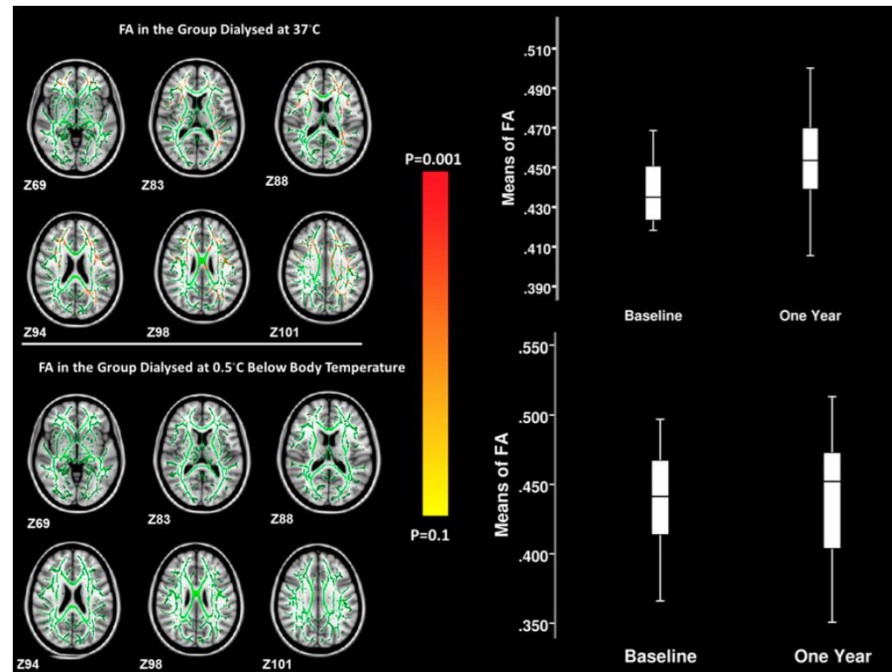 FA in the Group Dialysed at 37°C
Z69
Z83
Z88
Z94
Z98
Z101
FA in the Group Dialysed at 0.5°C Below Body Temperature
Z69
Z83
Z88
Z94
Z98
Z101
P=0.001
P=0.1
Means of FA
.510
.490
.470
.450
.430
.410
.390
Baseline
One Year
Means of FA
.550
.500
.450
.400
.350
Baseline
One Year